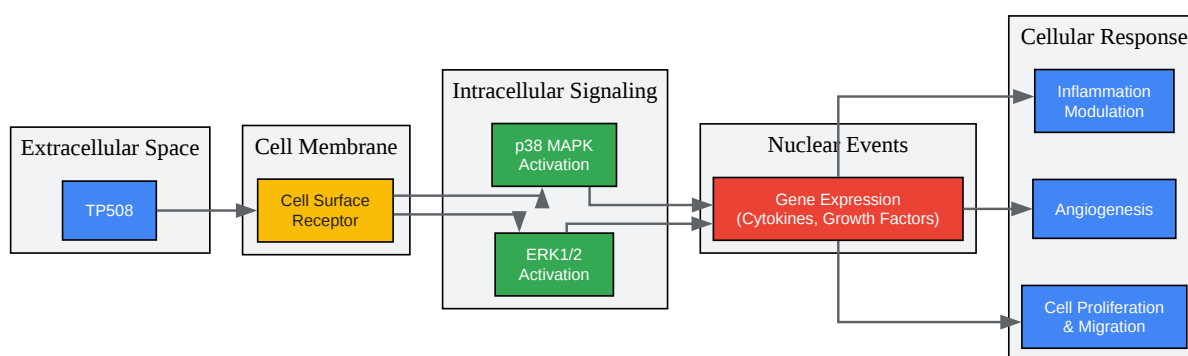 Extracellular Space
TP508
Cell Membrane
Cell Surface
Receptor
Intracellular Signaling
p38 MAPK
Activation
ERK1/2
Activation
Nuclear Events
Gene Expression
(Cytokines, Growth Factors)
Cellular Response
Inflammation
Modulation
Angiogenesis
Cell Proliferation
& Migration